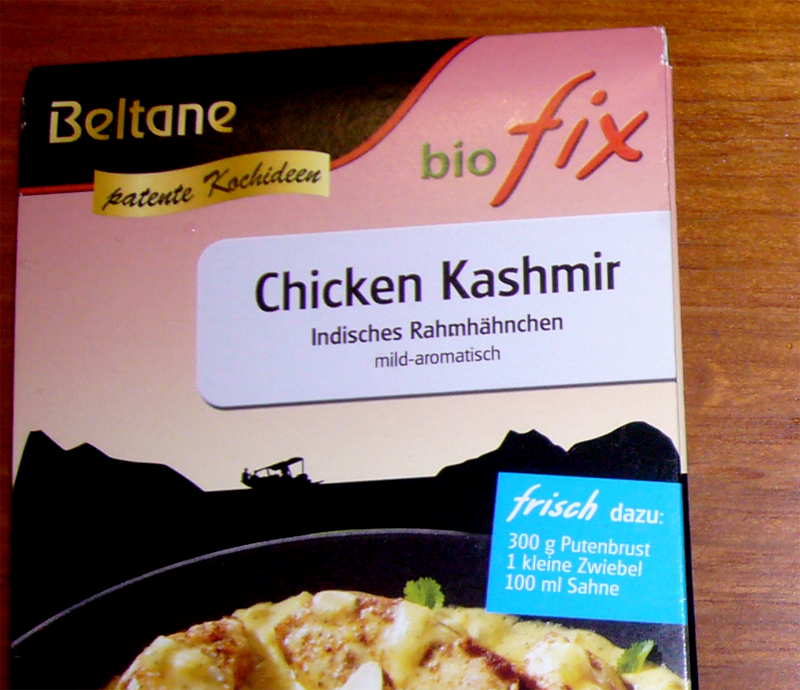 Beltane
patente Kochideen
bio fix
Chicken Kashmir
Indisches Rahmhähnchen
mild-aromatisch
frisch dazu:
300 g Putenbrust
1 kleine Zwiebel
100 ml Sahne